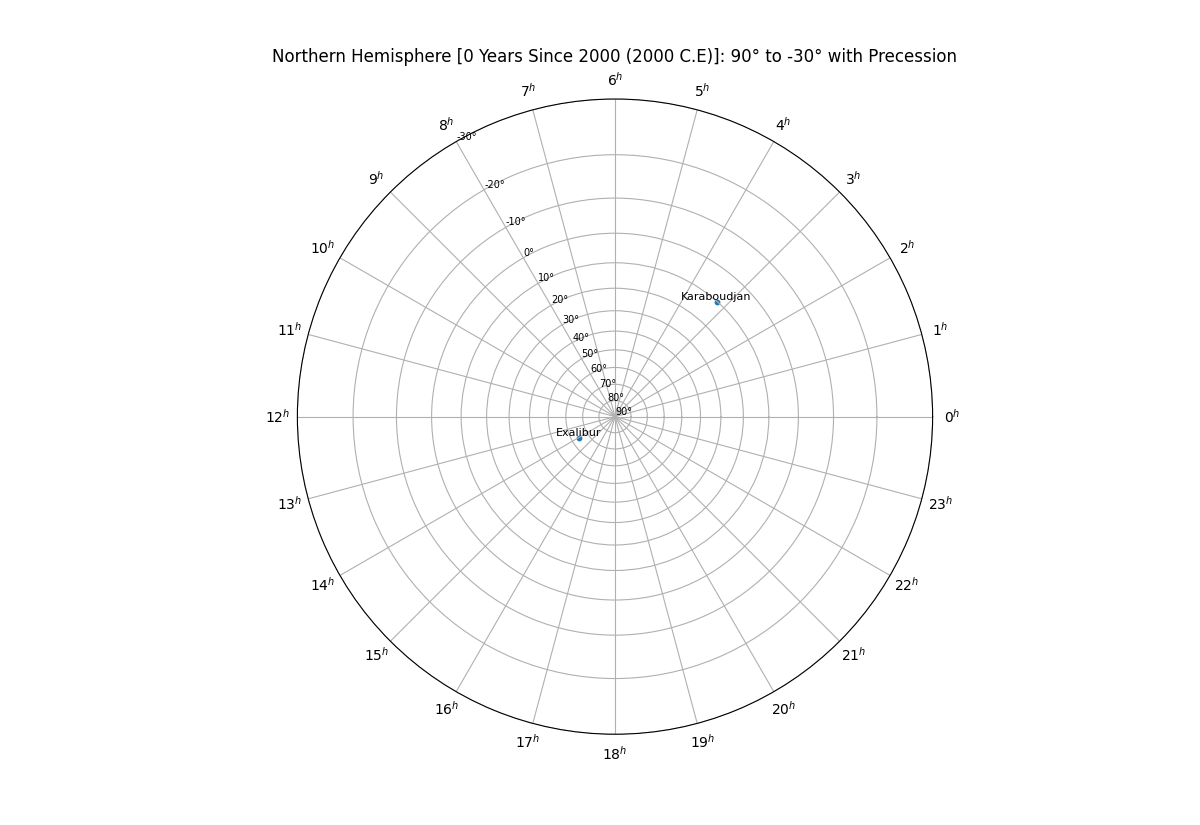 Northern Hemisphere [0 Years Since 2000 (2000 C.E)]: 90° to -30° with Precession
6h
7h
5h
8h
4h
-30°
9h
3h
-20°
-10°
10h
2h
0°
10°
Karaboudjan
20°
30°
11h
1h
40°
50°
60°
70°
80°
90°
12h
0h
Exalibur
13h
23h
14h
22h
15h
21h
16h
20h
17h
19h
18h